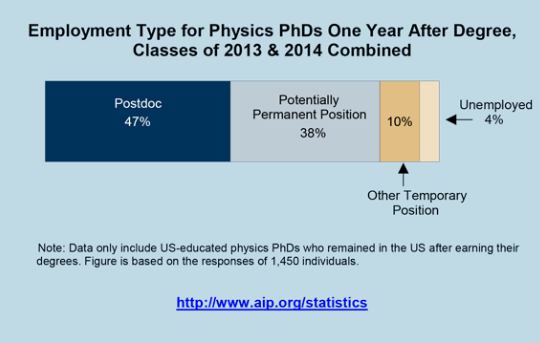 Employment Type for Physics PhDs One Year After Degree,
Classes of 2013 & 2014 Combined
Postdoc
47%
Potentially
Permanent Position
38%
10%
Unemployed
4%
Other Temporary
Position
Note: Data only include US-educated physics PhDs who remained in the US after earning their
degrees. Figure is based on the responses of 1,450 individuals.
http://www.aip.org/statistics